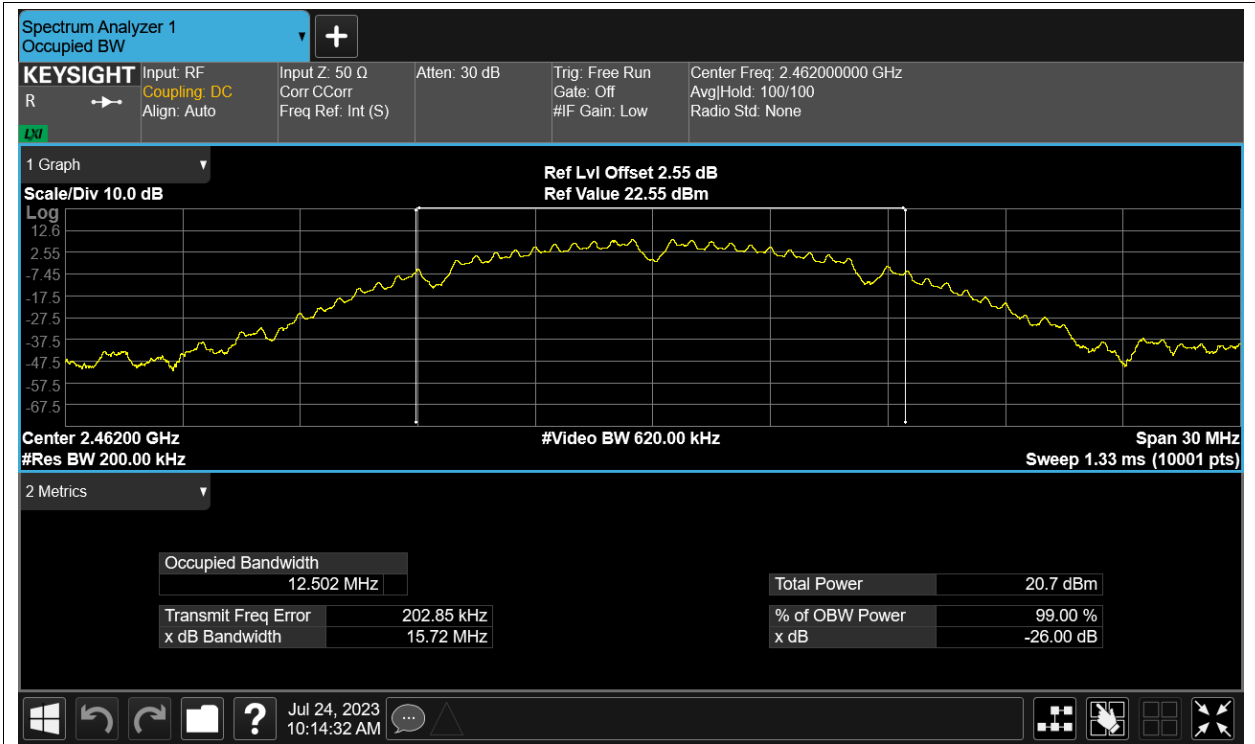 Spectrum Analyzer 1
Occupied BW
KEYSIGHT
R
LXI
Input: RF
Coupling: DC
Align: Auto
Input Z: 50 Ω
Corr CCorr
Freq Ref: Int (S)
Atten: 30 dB
Trig: Free Run
Gate: Off
#IF Gain: Low
Center Freq: 2.462000000 GHz
Avg|Hold: 100/100
Radio Std: None
1 Graph
Scale/Div 10.0 dB
Ref Lvl Offset 2.55 dB
Ref Value 22.55 dBm
Log
12.6
2.55
-7.45
-17.5
-27.5
-37.5
-47.5
-57.5
-67.5
Center 2.46200 GHz
#Video BW 620.00 kHz
Span 30 MHz
#Res BW 200.00 kHz
Sweep 1.33 ms (10001 pts)
2 Metrics
Occupied Bandwidth
12.502 MHz
Total Power 20.7 dBm
Transmit Freq Error 202.85 kHz
% of OBW Power 99.00 %
x dB Bandwidth 15.72 MHz
x dB -26.00 dB
?
Jul 24, 2023
10:14:32 AM